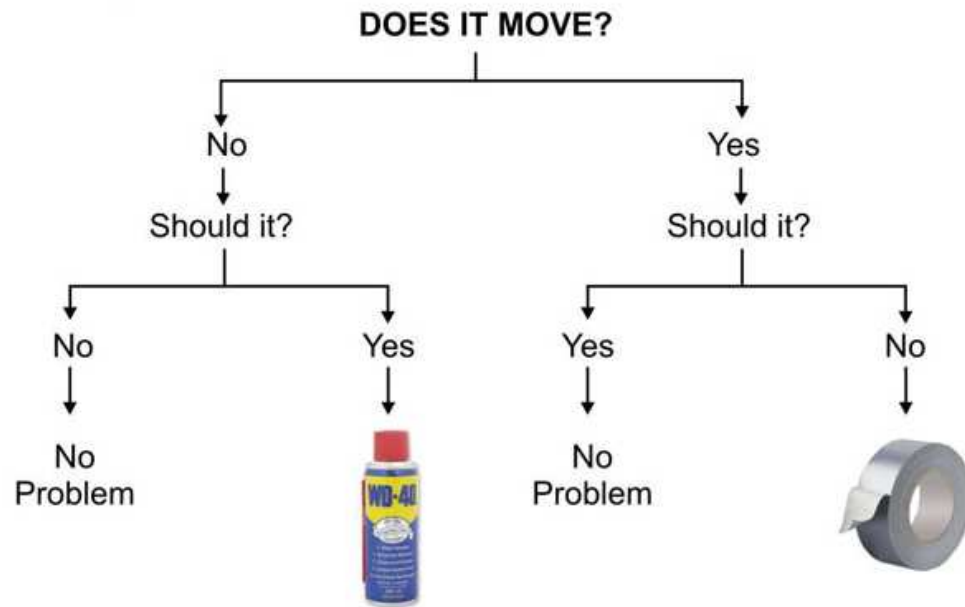 DOES IT MOVE?
No
Yes
Should it?
Should it?
No
Yes
Yes
No
No
Problem
WD-40
No
Problem